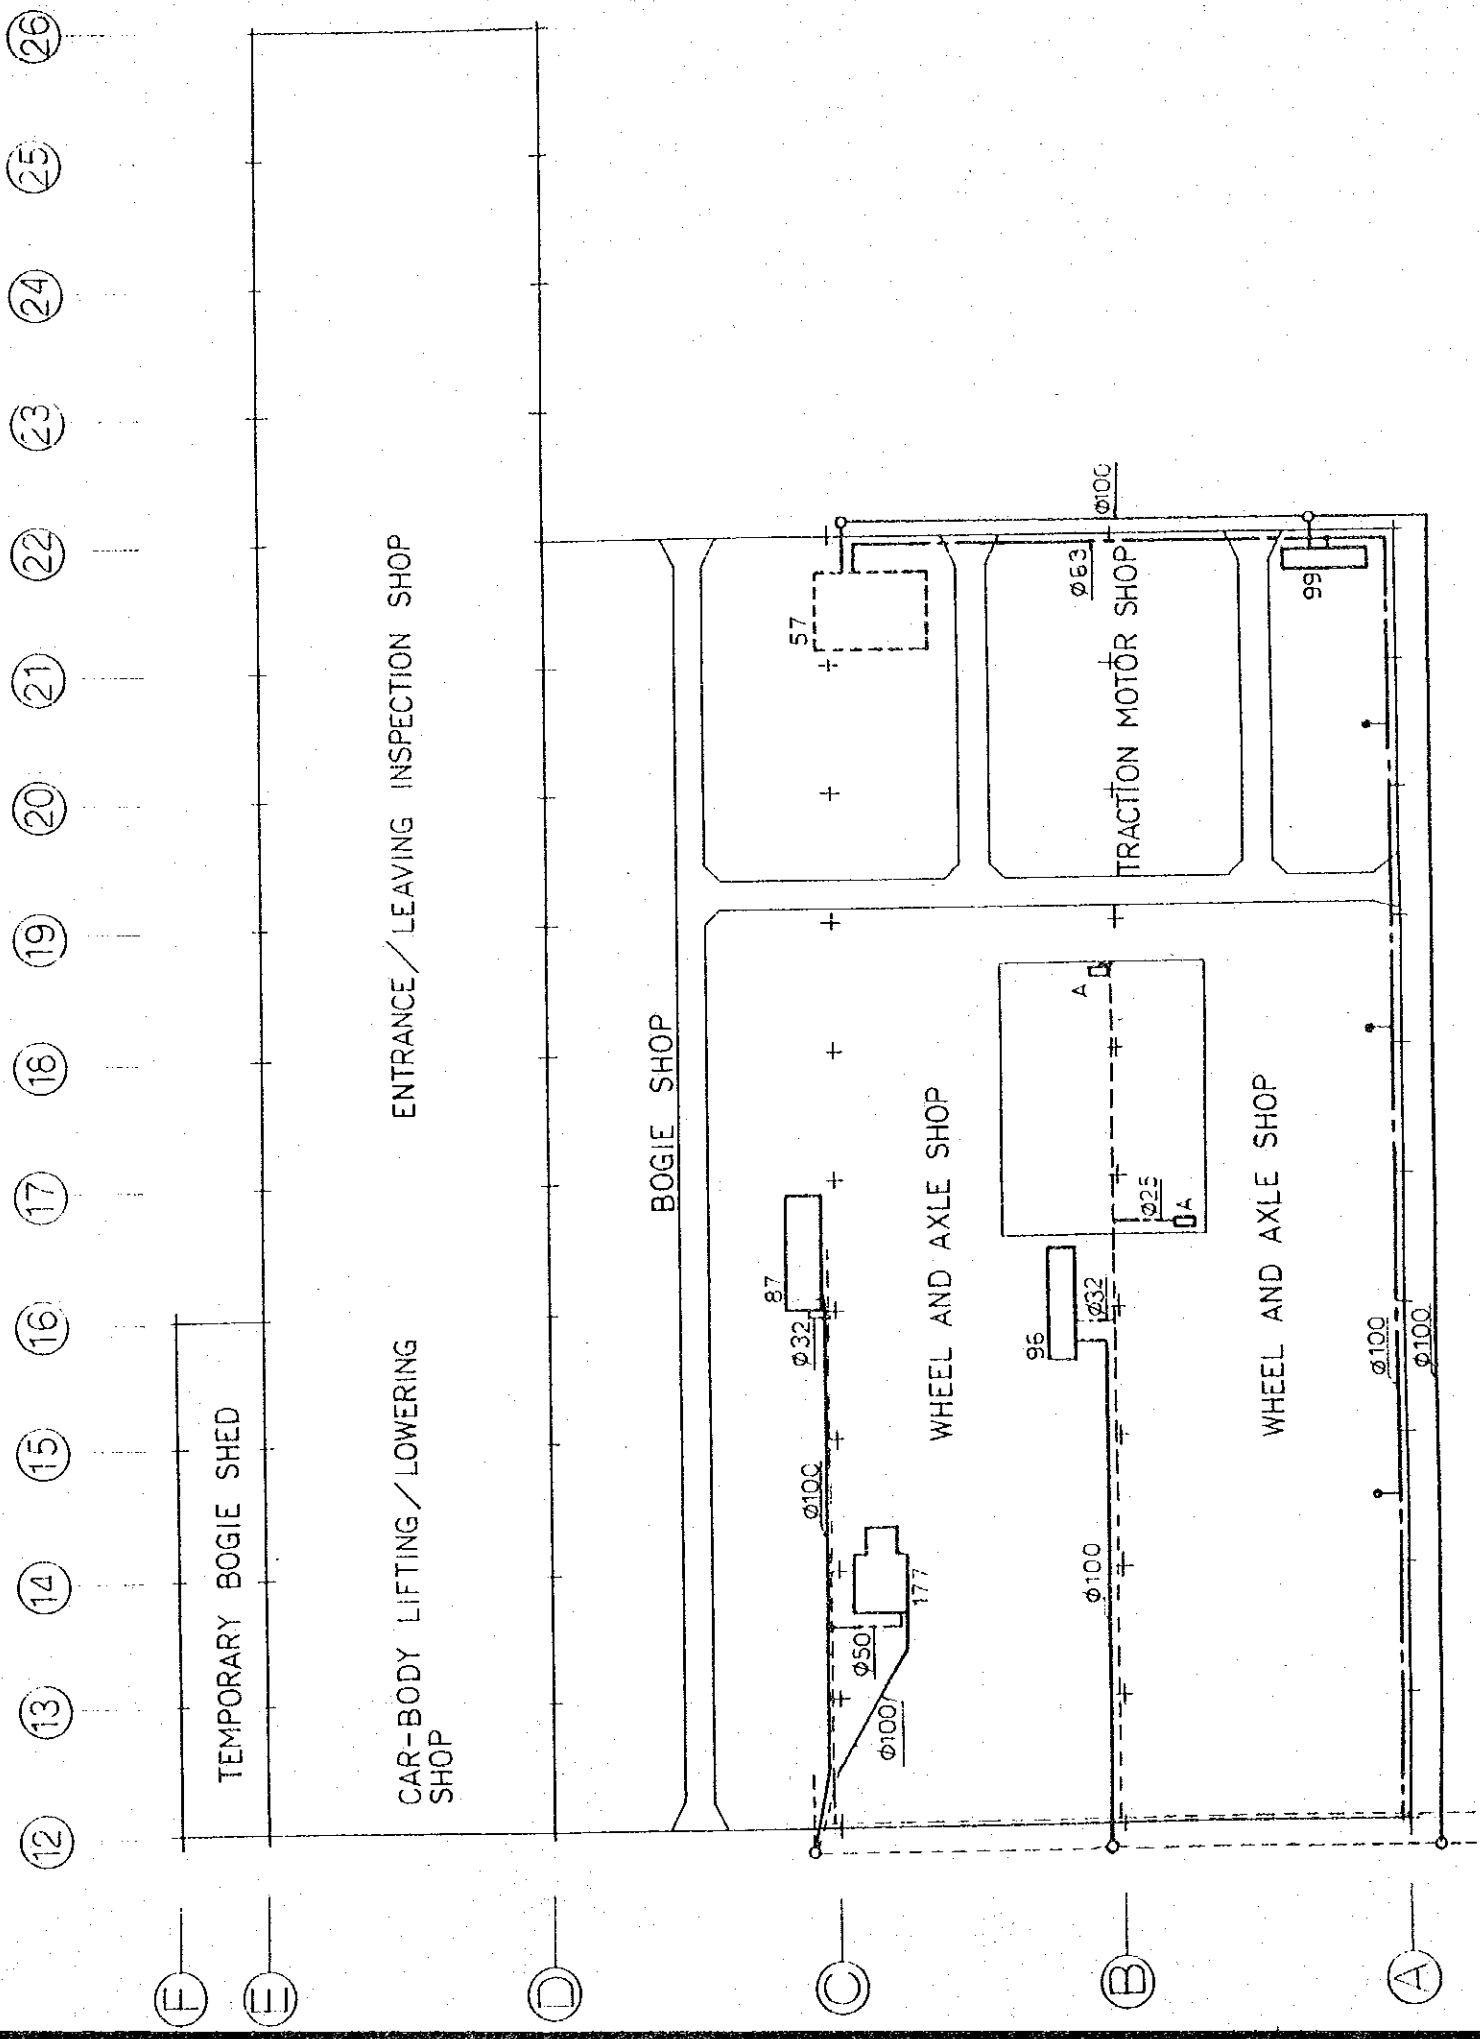 12
13
14
15
16
17
18
19
20
21
22
23
24
25
26
F
TEMPORARY BOGIE SHED
E
CAR-BODY LIFTING/LOWERING
SHOP
ENTRANCE/LEAVING INSPECTION SHOP
D
BOGIE SHOP
87
57
Ø32
Ø100
C
Ø50
Ø100
177
WHEEL AND AXLE SHOP
96
Ø32
A
Ø63
Ø100
Ø100
B
Ø25
TRACTION MOTOR SHOP
A
WHEEL AND AXLE SHOP
99
Ø100
Ø100
A